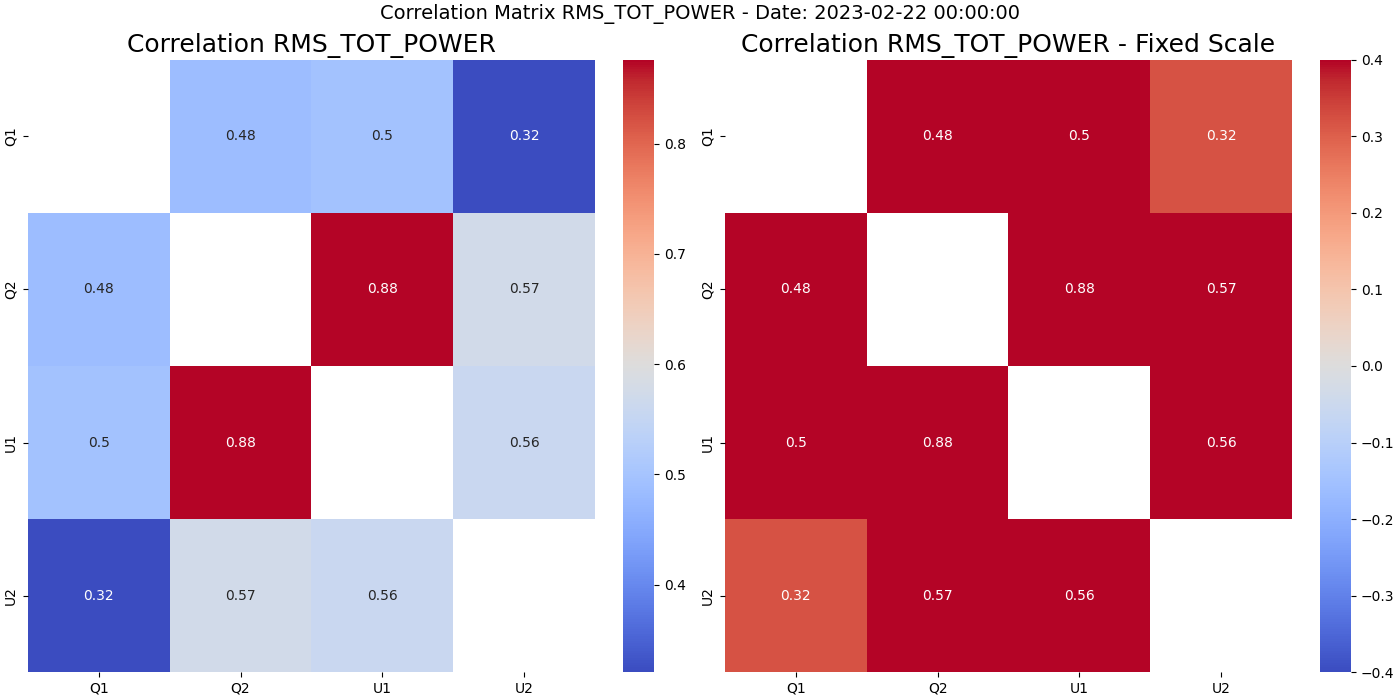 Correlation Matrix RMS_TOT_POWER - Date: 2023-02-22 00:00:00
Correlation RMS_TOT_POWER
Q1
0.48
0.5
0.32
Q2
0.48
0.88
0.57
U1
0.5
0.88
0.56
U2
0.32
0.57
0.56
Q1
Q2
U1
U2
0.8
0.7
0.6
0.5
0.4
Correlation RMS_TOT_POWER - Fixed Scale
Q1
0.48
0.5
0.32
Q2
0.48
0.88
0.57
U1
0.5
0.88
0.56
U2
0.32
0.57
0.56
Q1
Q2
U1
U2
0.4
0.3
0.2
0.1
0.0
−0.1
−0.2
−0.3
−0.4